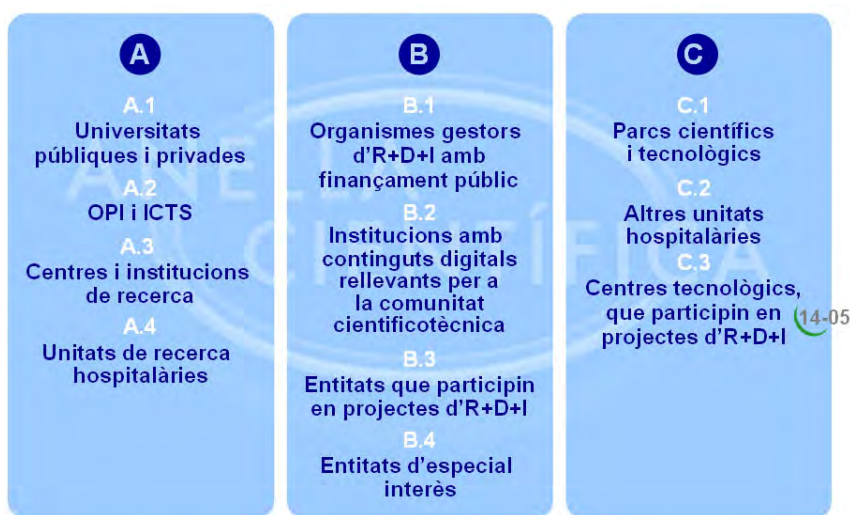 A
A.1
Universitats
públiques i privades
A.2
OPI i ICTS
A.3
Centres i institucions
de recerca
A.4
Unitats de recerca
hospitalàries
B
B.1
Organismes gestors
d'R+D+I amb
finançament públic
B.2
Institucions amb
continguts digitals
rellevants per a
la comunitat
cientificotècnica
B.3
Entitats que participin
en projectes d'R+D+I
B.4
Entitats d'especial
interès
C
C.1
Parcs científics
i tecnològics
C.2
Altres unitats
hospitalàries
C.3
Centres tecnològics,
que participin en
projectes d'R+D+I
14-05
ANELLA
CIENTÍFICA